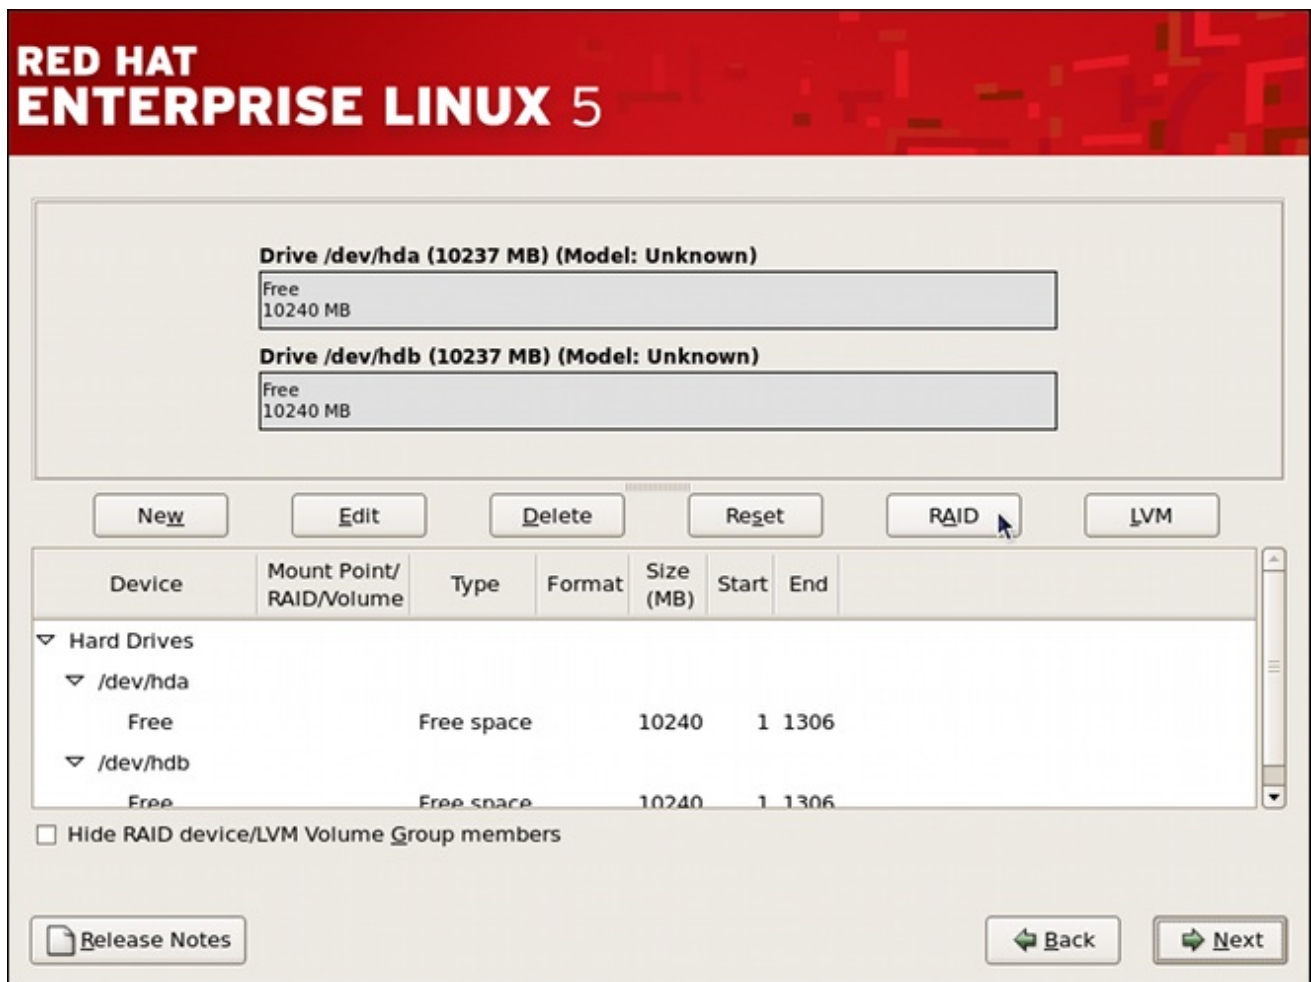 RED HAT
ENTERPRISE LINUX 5
Drive /dev/hda (10237 MB) (Model: Unknown)
Free
10240 MB
Drive /dev/hdb (10237 MB) (Model: Unknown)
Free
10240 MB
New Edit Delete Reset RAID LVM
Device Mount Point/ RAID/Volume Type Format Size (MB) Start End
Hard Drives
/dev/hda
Free Free space 10240 1 1306
/dev/hdb
Free Free space 10240 1 1306
Hide RAID device/LVM Volume Group members
Release Notes Back Next